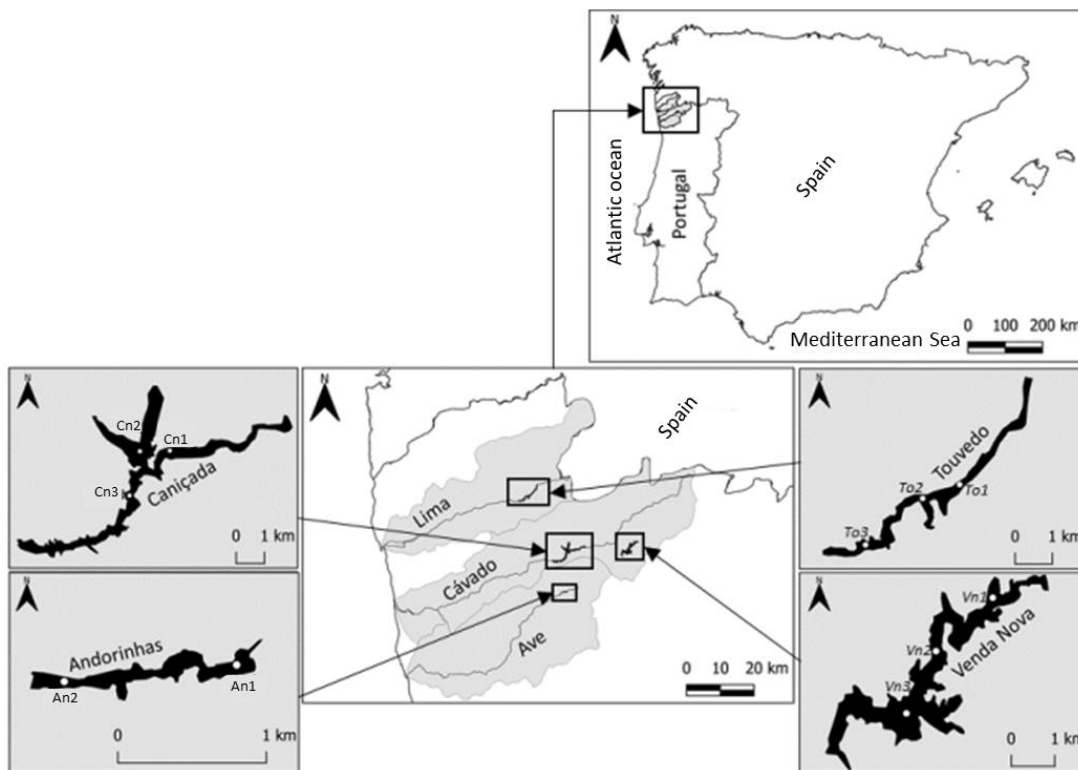 N
Atlantic ocean
Portugal
Spain
Mediterranean Sea
0 100 200 km
N
Cn2
Cn1
Cn3
Caniçada
0 1 km
N
Lima
Cávado
Ave
Spain
0 10 20 km
N
Touvedo
To1
To2
To3
0 1 km
N
Andorinhas
An1
An2
0 1 km
N
Vn1
Vn2
Vn3
Venda Nova
0 1 km